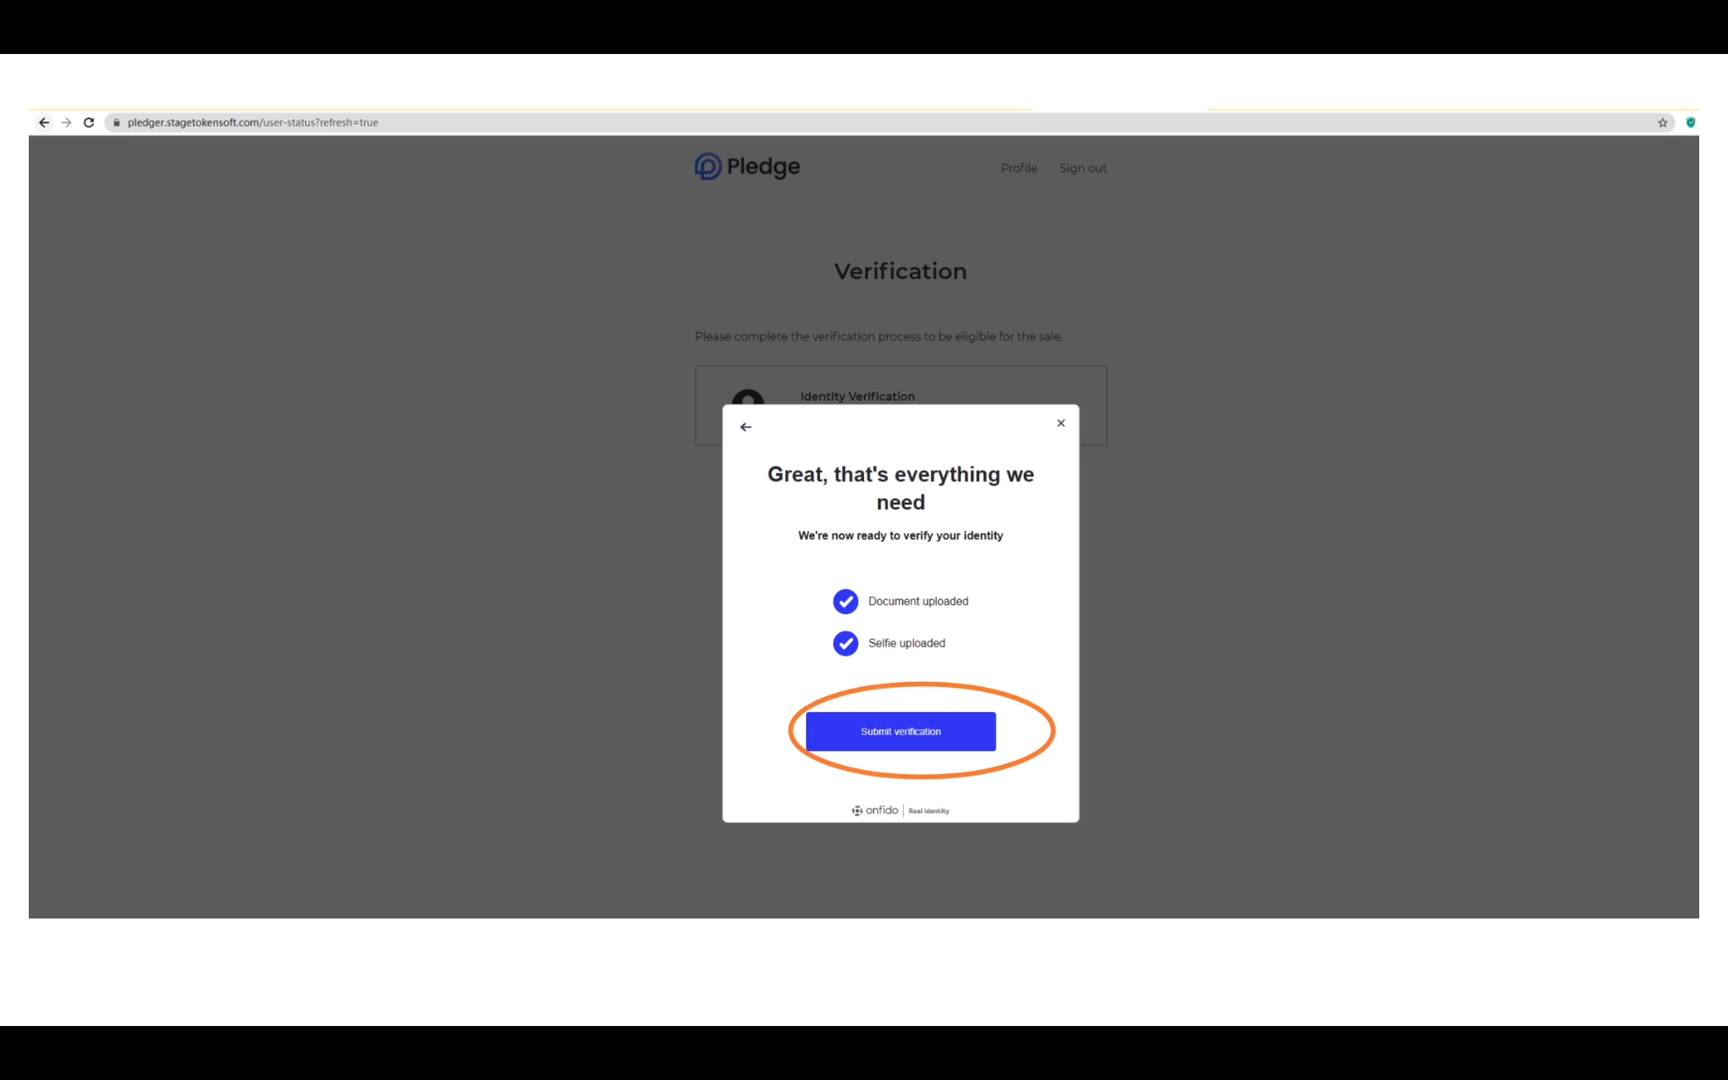 pledger.stagetokensoft.com/user-status?refresh=true
Pledge
Profile
Sign out
Verification
Please complete the verification process to be eligible for the sale.
Identity Verification
Great, that's everything we
need
We're now ready to verify your identity
Document uploaded
Selfie uploaded
Submit verification
onfido | Real Identity